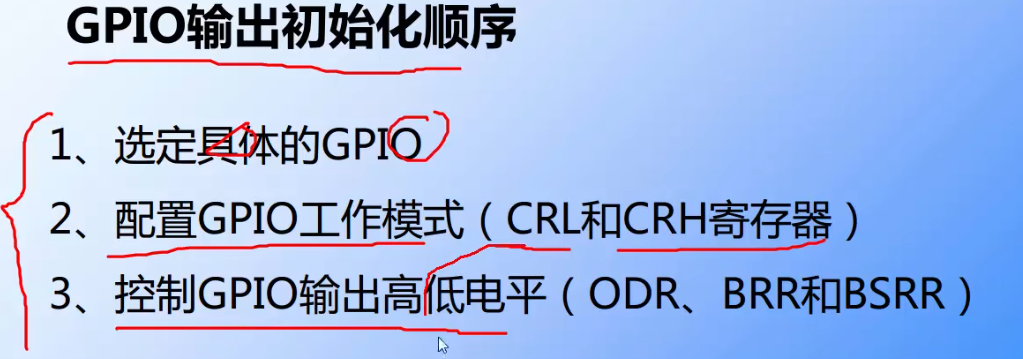 GPIO输出初始化顺序
1、选定具体的GPIO
2、配置GPIO工作模式（CRL和CRH寄存器）
3、控制GPIO输出高低电平（ODR、BRR和BSRR）